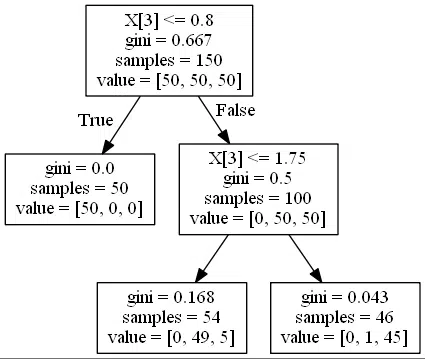 X[3] <= 0.8
gini = 0.667
samples = 150
value = [50, 50, 50]
True
False
gini = 0.0
samples = 50
value = [50, 0, 0]
X[3] <= 1.75
gini = 0.5
samples = 100
value = [0, 50, 50]
gini = 0.168
samples = 54
value = [0, 49, 5]
gini = 0.043
samples = 46
value = [0, 1, 45]